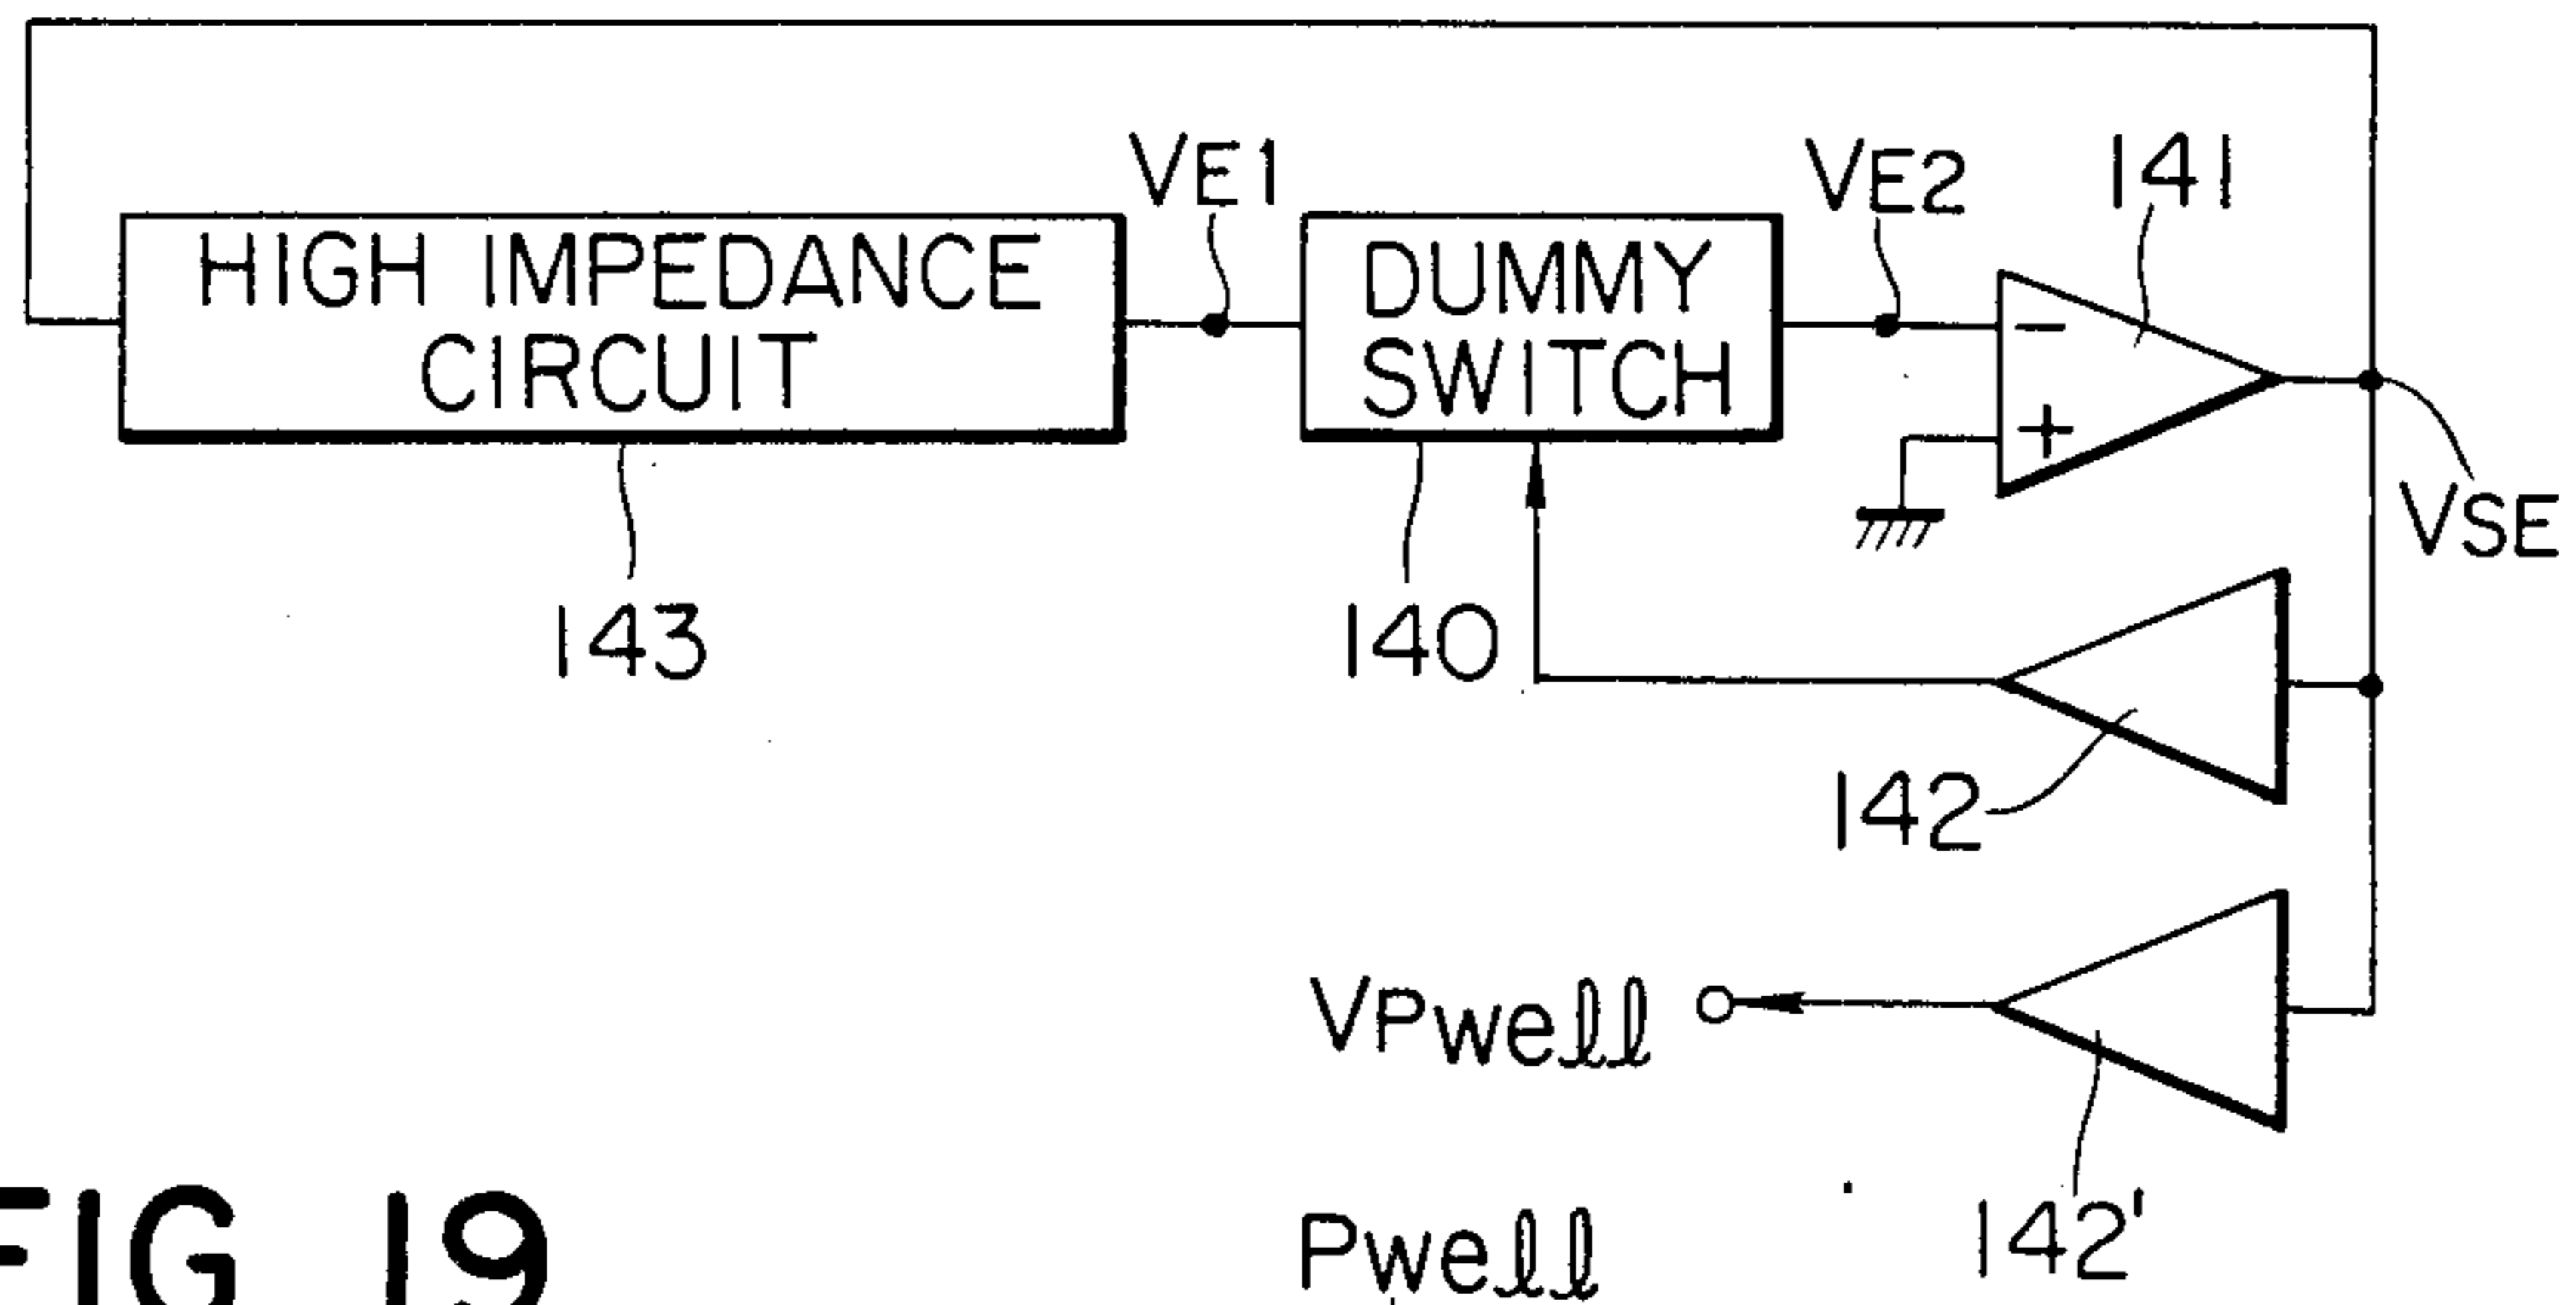 VE1
VE2
141
HIGH IMPEDANCE
CIRCUIT
DUMMY
SWITCH
−
+
VSE
143
140
142
VPwell
142'
FIG 19
Pwell